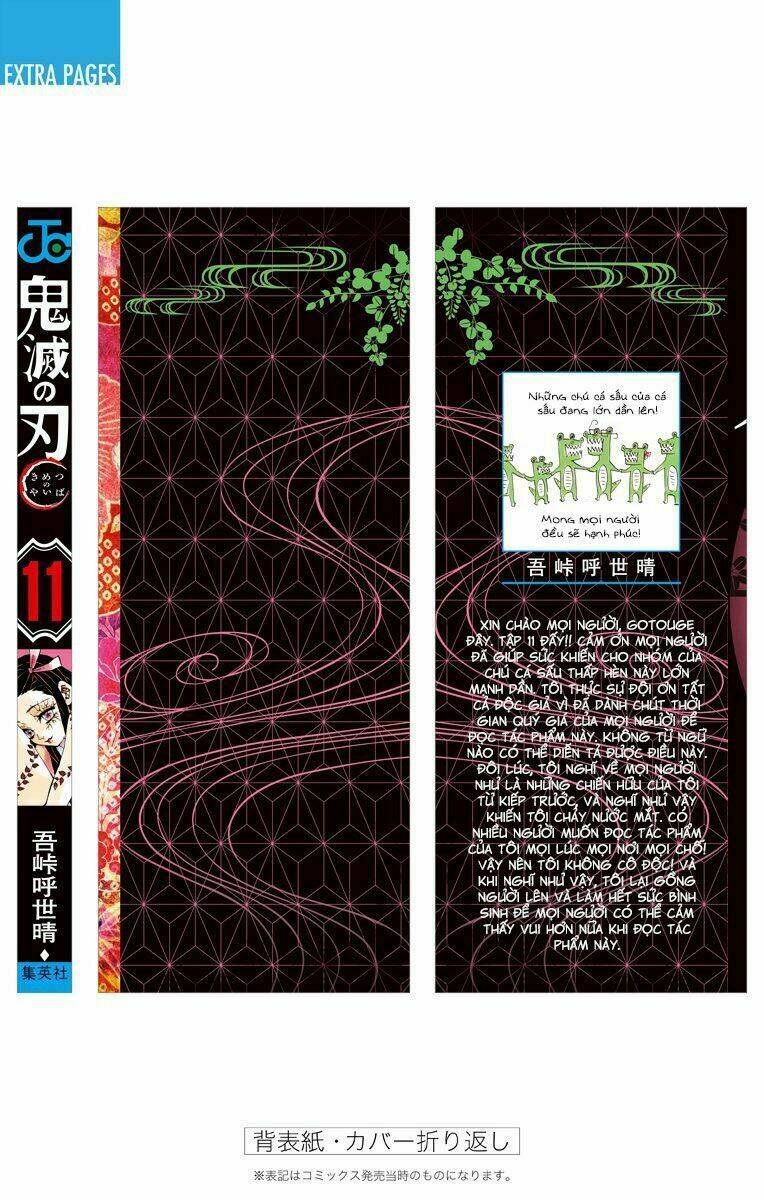 EXTRA PAGES
鬼滅の刃
きめつ
の
やいば
11
吾峠呼世晴
集英社
Những chú cá sấu của cá
sấu đang lớn dần lên!
Mong mọi người
đều sẽ hạnh phúc!
吾峠呼世晴
XIN CHÀO MỌI NGƯỜI, GOTOUGE
ĐÂY. TẬP 11 ĐÂY!! CẢM ƠN MỌI NGƯỜI
ĐÃ GIÚP SỨC KHIẾN CHO NHÓM CỦA
CHÚ CÁ SẤU THẤP HÈN NÀY LỚN
MẠNH DẦN. TÔI THỰC SỰ ĐỘI ƠN TẤT
CẢ ĐỘC GIẢ VÌ ĐÃ DÀNH CHÚT THỜI
GIAN QUÝ GIÁ CỦA MỌI NGƯỜI ĐỂ
ĐỌC TÁC PHẨM NÀY. KHÔNG TỪ NGỮ
NÀO CÓ THỂ DIỄN TẢ ĐƯỢC ĐIỀU NÀY.
ĐÔI LÚC, TÔI NGHĨ VỀ MỌI NGƯỜI
NHƯ LÀ NHỮNG CHIẾN HỮU CỦA TÔI
TỪ KIẾP TRƯỚC, VÀ NGHĨ NHƯ VẬY
KHIẾN TÔI CHẢY NƯỚC MẮT. CÓ
NHIỀU NGƯỜI MUỐN ĐỌC TÁC PHẨM
CỦA TÔI MỌI LÚC MỌI NƠI MỌI CHỖ!
VẬY NÊN TÔI KHÔNG CÔ ĐỘC! VÀ
KHI NGHĨ NHƯ VẬY, TÔI LẠI GỒNG
NGƯỜI LÊN VÀ LÀM HẾT SỨC BÌNH
SINH ĐỂ MỌI NGƯỜI CÓ THỂ CẢM
THẤY VUI HƠN NỮA KHI ĐỌC TÁC
PHẨM NÀY.
背表紙・カバー折り返し
※表記はコミックス発売当時のものになります。